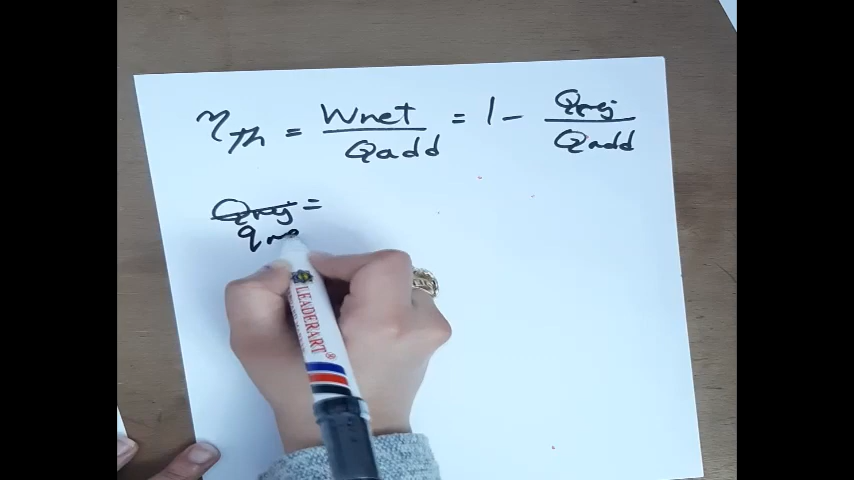 ηth = Wnet / Qadd = 1 - Qrej / Qadd
Qrej =
q
LEADERART